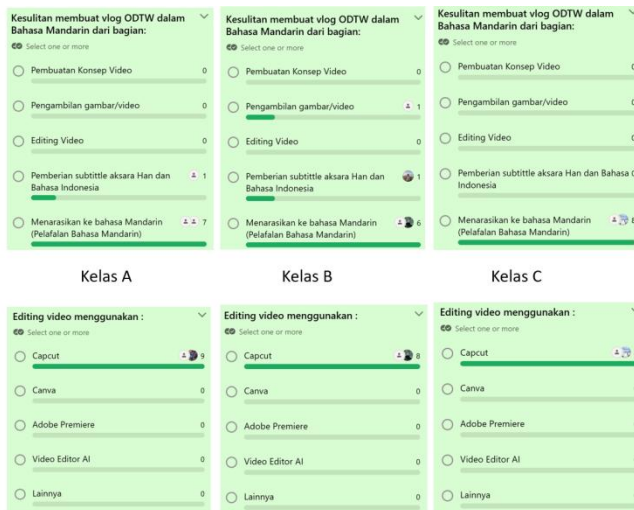 Kesulitan membuat vlog ODTW dalam
Bahasa Mandarin dari bagian:
Select one or more
Pembuatan Konsep Video 0
Pengambilan gambar/video 0
Editing Video 0
Pemberian subtittle aksara Han dan 1
Bahasa Indonesia
Menarasikan ke bahasa Mandarin 7
(Pelafalan Bahasa Mandarin)
Kesulitan membuat vlog ODTW dalam
Bahasa Mandarin dari bagian:
Select one or more
Pembuatan Konsep Video 0
Pengambilan gambar/video 1
Editing Video 0
Pemberian subtittle aksara Han dan 1
Bahasa Indonesia
Menarasikan ke bahasa Mandarin 6
(Pelafalan Bahasa Mandarin)
Kesulitan membuat vlog ODTW dalam
Bahasa Mandarin dari bagian:
Select one or more
Pembuatan Konsep Video
Pengambilan gambar/video
Editing Video
Pemberian subtittle aksara Han dan Bahasa
Indonesia
Menarasikan ke bahasa Mandarin 8
(Pelafalan Bahasa Mandarin)
Kelas A
Kelas B
Kelas C
Editing video menggunakan :
Select one or more
Capcut 9
Canva 0
Adobe Premiere 0
Video Editor AI 0
Lainnya 0
Editing video menggunakan :
Select one or more
Capcut 8
Canva 0
Adobe Premiere 0
Video Editor AI 0
Lainnya 0
Editing video menggunakan :
Select one or more
Capcut
Canva
Adobe Premiere
Video Editor AI
Lainnya